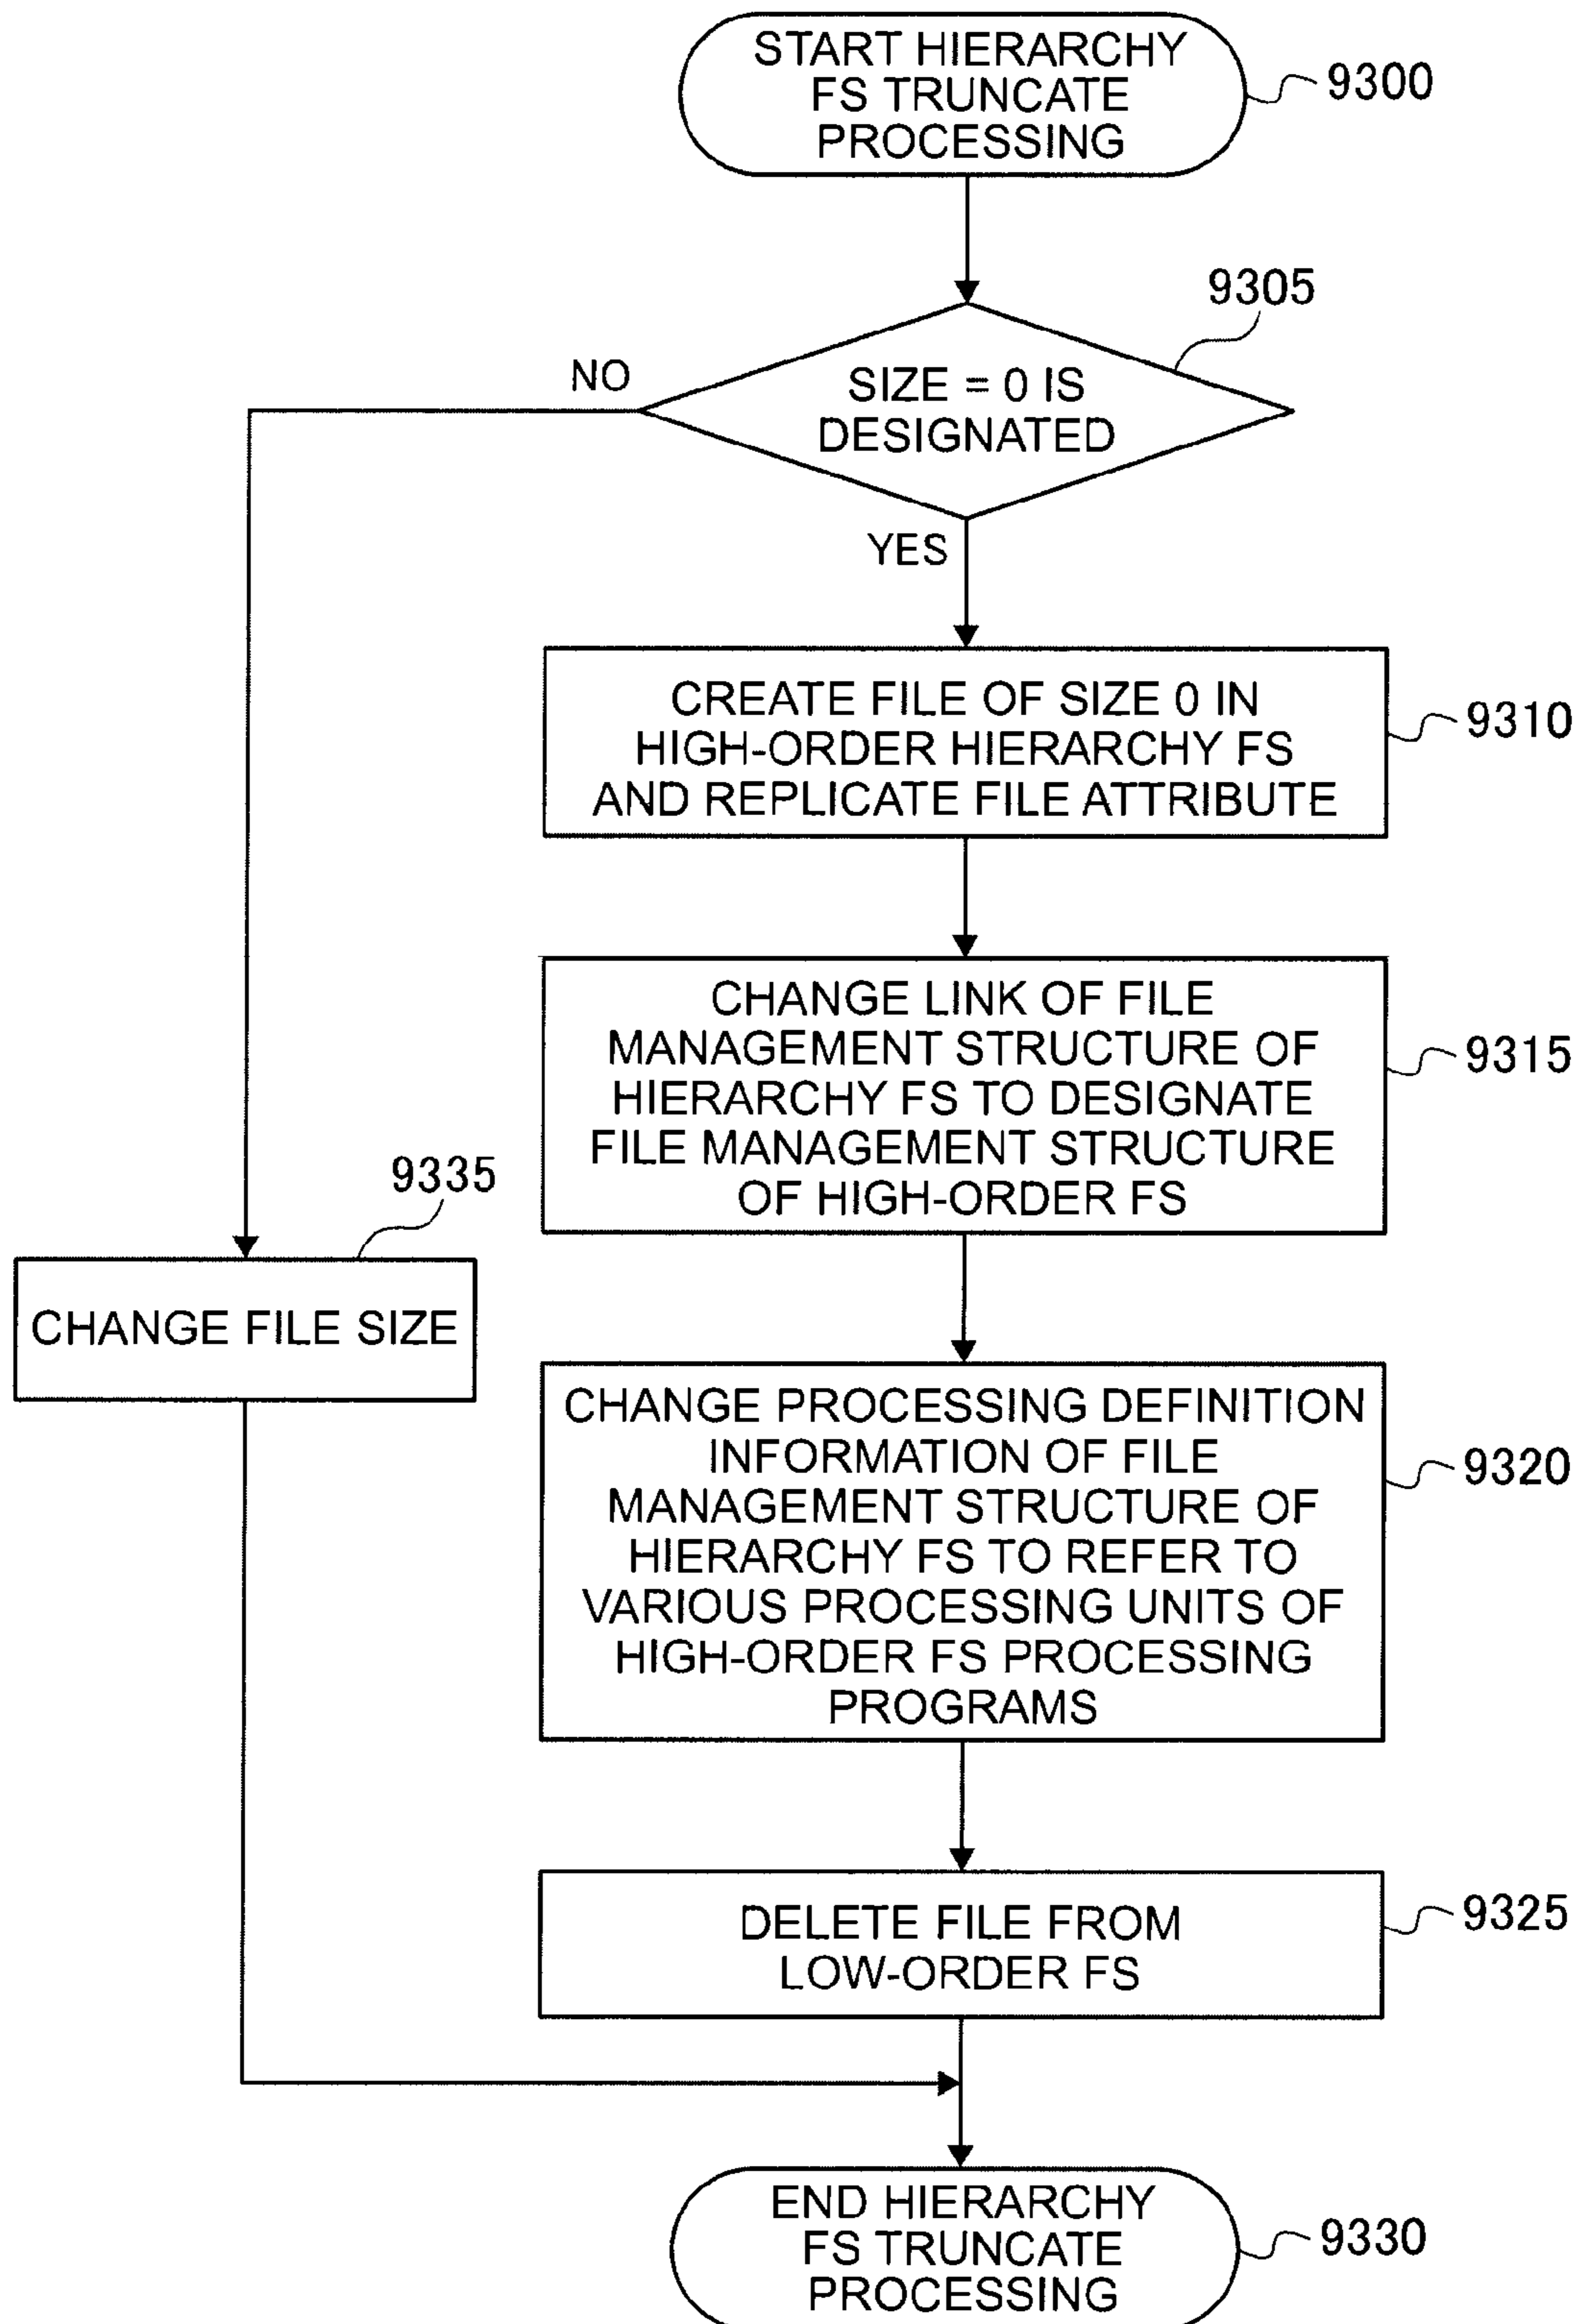 START HIERARCHY
FS TRUNCATE
PROCESSING
9300
9305
NO
SIZE = 0 IS
DESIGNATED
YES
CREATE FILE OF SIZE 0 IN
HIGH-ORDER HIERARCHY FS
AND REPLICATE FILE ATTRIBUTE
9310
CHANGE LINK OF FILE
MANAGEMENT STRUCTURE OF
HIERARCHY FS TO DESIGNATE
FILE MANAGEMENT STRUCTURE
OF HIGH-ORDER FS
9315
9335
CHANGE FILE SIZE
CHANGE PROCESSING DEFINITION
INFORMATION OF FILE
MANAGEMENT STRUCTURE OF
HIERARCHY FS TO REFER TO
VARIOUS PROCESSING UNITS OF
HIGH-ORDER FS PROCESSING
PROGRAMS
9320
DELETE FILE FROM
LOW-ORDER FS
9325
END HIERARCHY
FS TRUNCATE
PROCESSING
9330